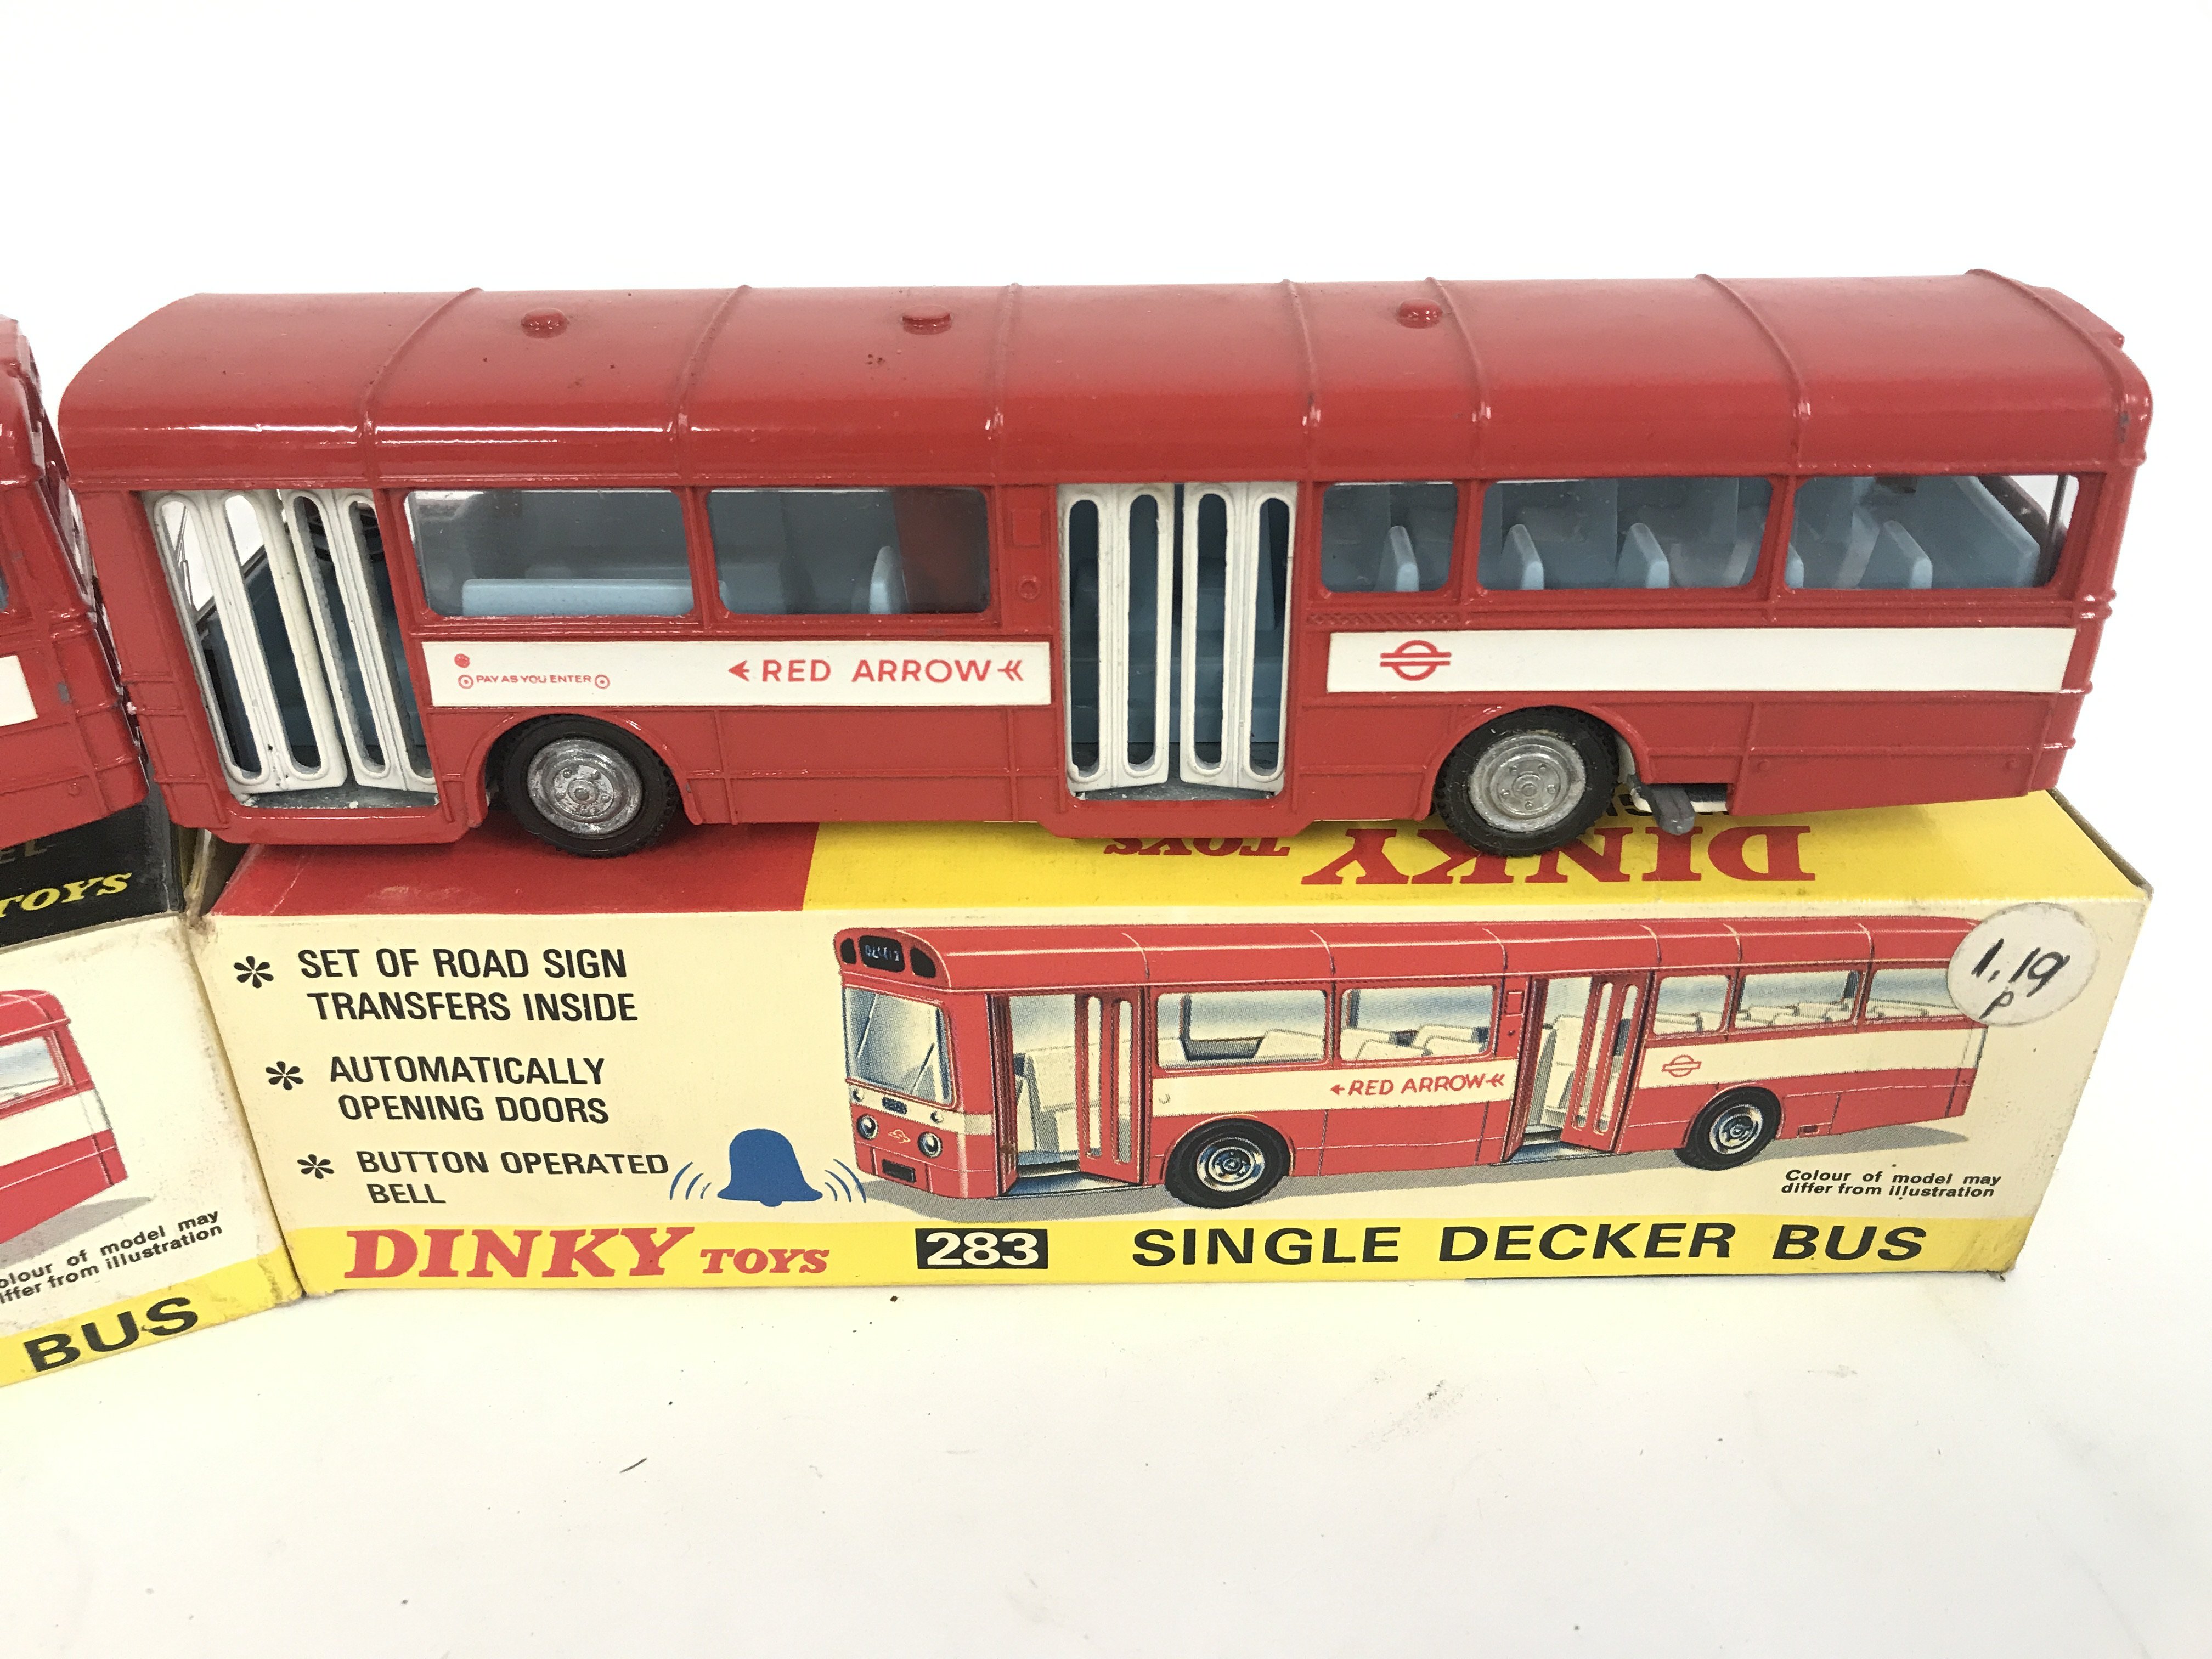 PAY AS YOU ENTER
RED ARROW
TOYS
DINKY TOYS
* SET OF ROAD SIGN
TRANSFERS INSIDE
* AUTOMATICALLY
OPENING DOORS
* BUTTON OPERATED
BELL
RED ARROW
1.19
P
Colour of model may
differ from illustration
DINKY TOYS 283 SINGLE DECKER BUS
of model may
from illustration
BUS